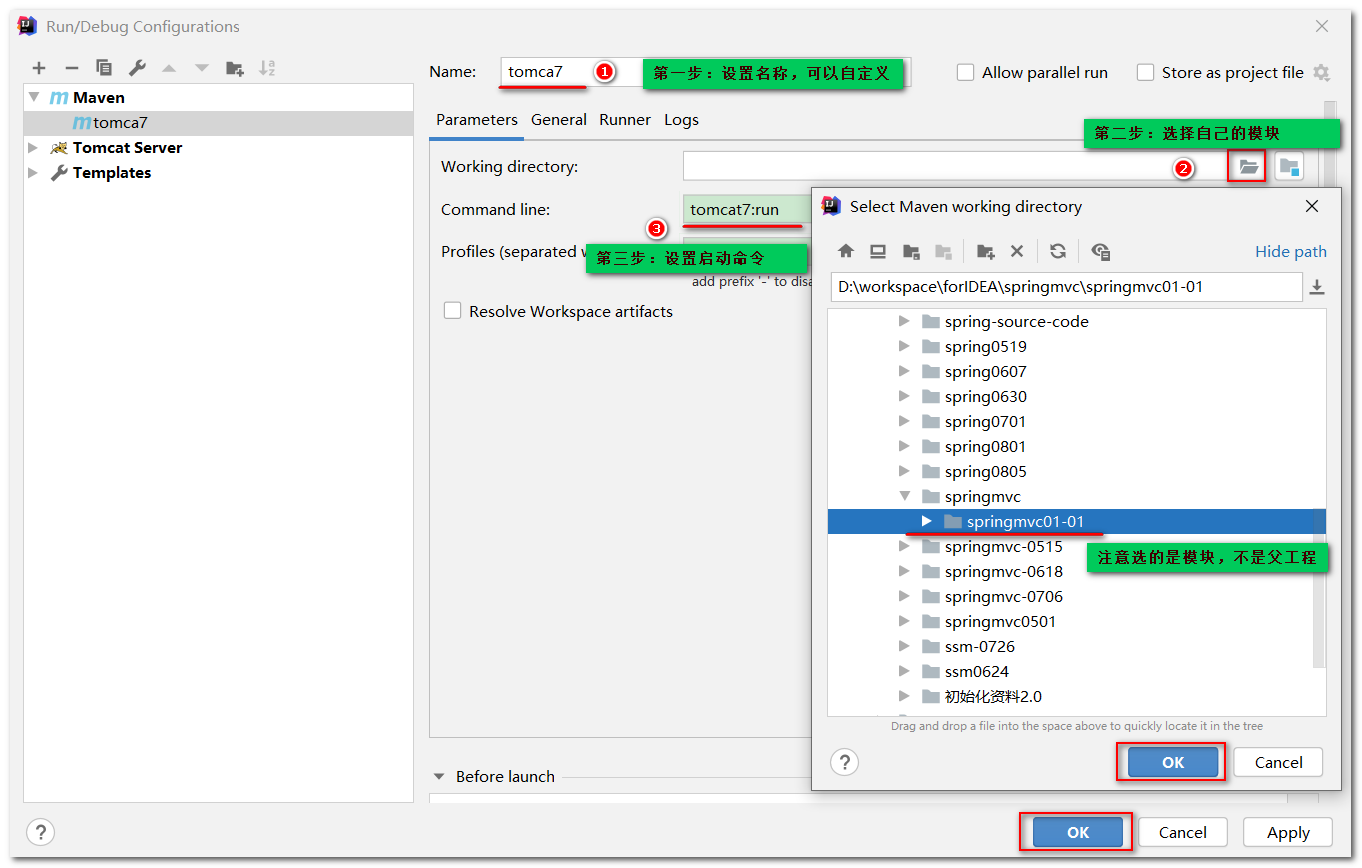 Run/Debug Configurations
Maven
tomca7
Tomcat Server
Templates
Name:
tomca7
1
第一步：设置名称，可以自定义
Allow parallel run
Store as project file
Parameters
General
Runner
Logs
第二步：选择自己的模块
Working directory:
2
Command line:
tomcat7:run
3
Profiles (separated w
第三步：设置启动命令
add prefix '-' to disa
Resolve Workspace artifacts
Select Maven working directory
Hide path
D:\workspace\forIDEA\springmvc\springmvc01-01
spring-source-code
spring0519
spring0607
spring0630
spring0701
spring0801
spring0805
springmvc
springmvc01-01
springmvc-0515
注意选的是模块，不是父工程
springmvc-0618
springmvc-0706
springmvc0501
ssm-0726
ssm0624
初始化资料2.0
Drag and drop a file into the space above to quickly locate it in the tree
?
OK
Cancel
Before launch
?
OK
Cancel
Apply